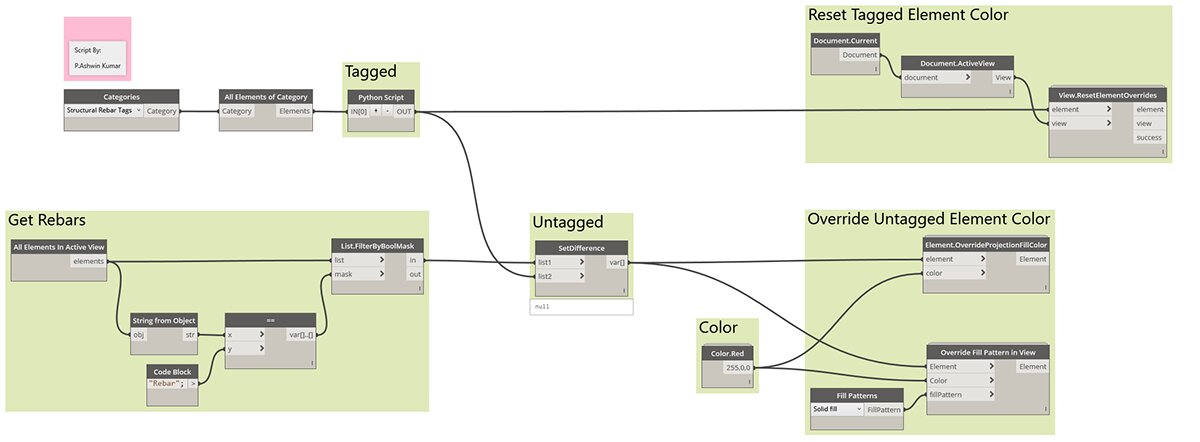 Script By:
P.Ashwin Kumar
Categories
Structural Rebar Tags Category
All Elements of Category
Category Elements
Tagged
Python Script
IN[0] + - OUT
Reset Tagged Element Color
Document.Current
Document
Document.ActiveView
document > View
View.ResetElementOverrides
element > element
view > view
success
Get Rebars
All Elements In Active View
elements
List.FilterByBoolMask
list > in
mask > out
String from Object
obj str
==
x > var[]..[]
y >
Code Block
"Rebar"; >
Untagged
SetDifference
list1 > var[]
list2 >
null
Color
Color.Red
255,0,0
Override Untagged Element Color
Element.OverrideProjectionFillColor
element > Element
color >
Override Fill Pattern in View
Element > Element
Color >
fillPattern >
Fill Patterns
Solid fill FillPattern